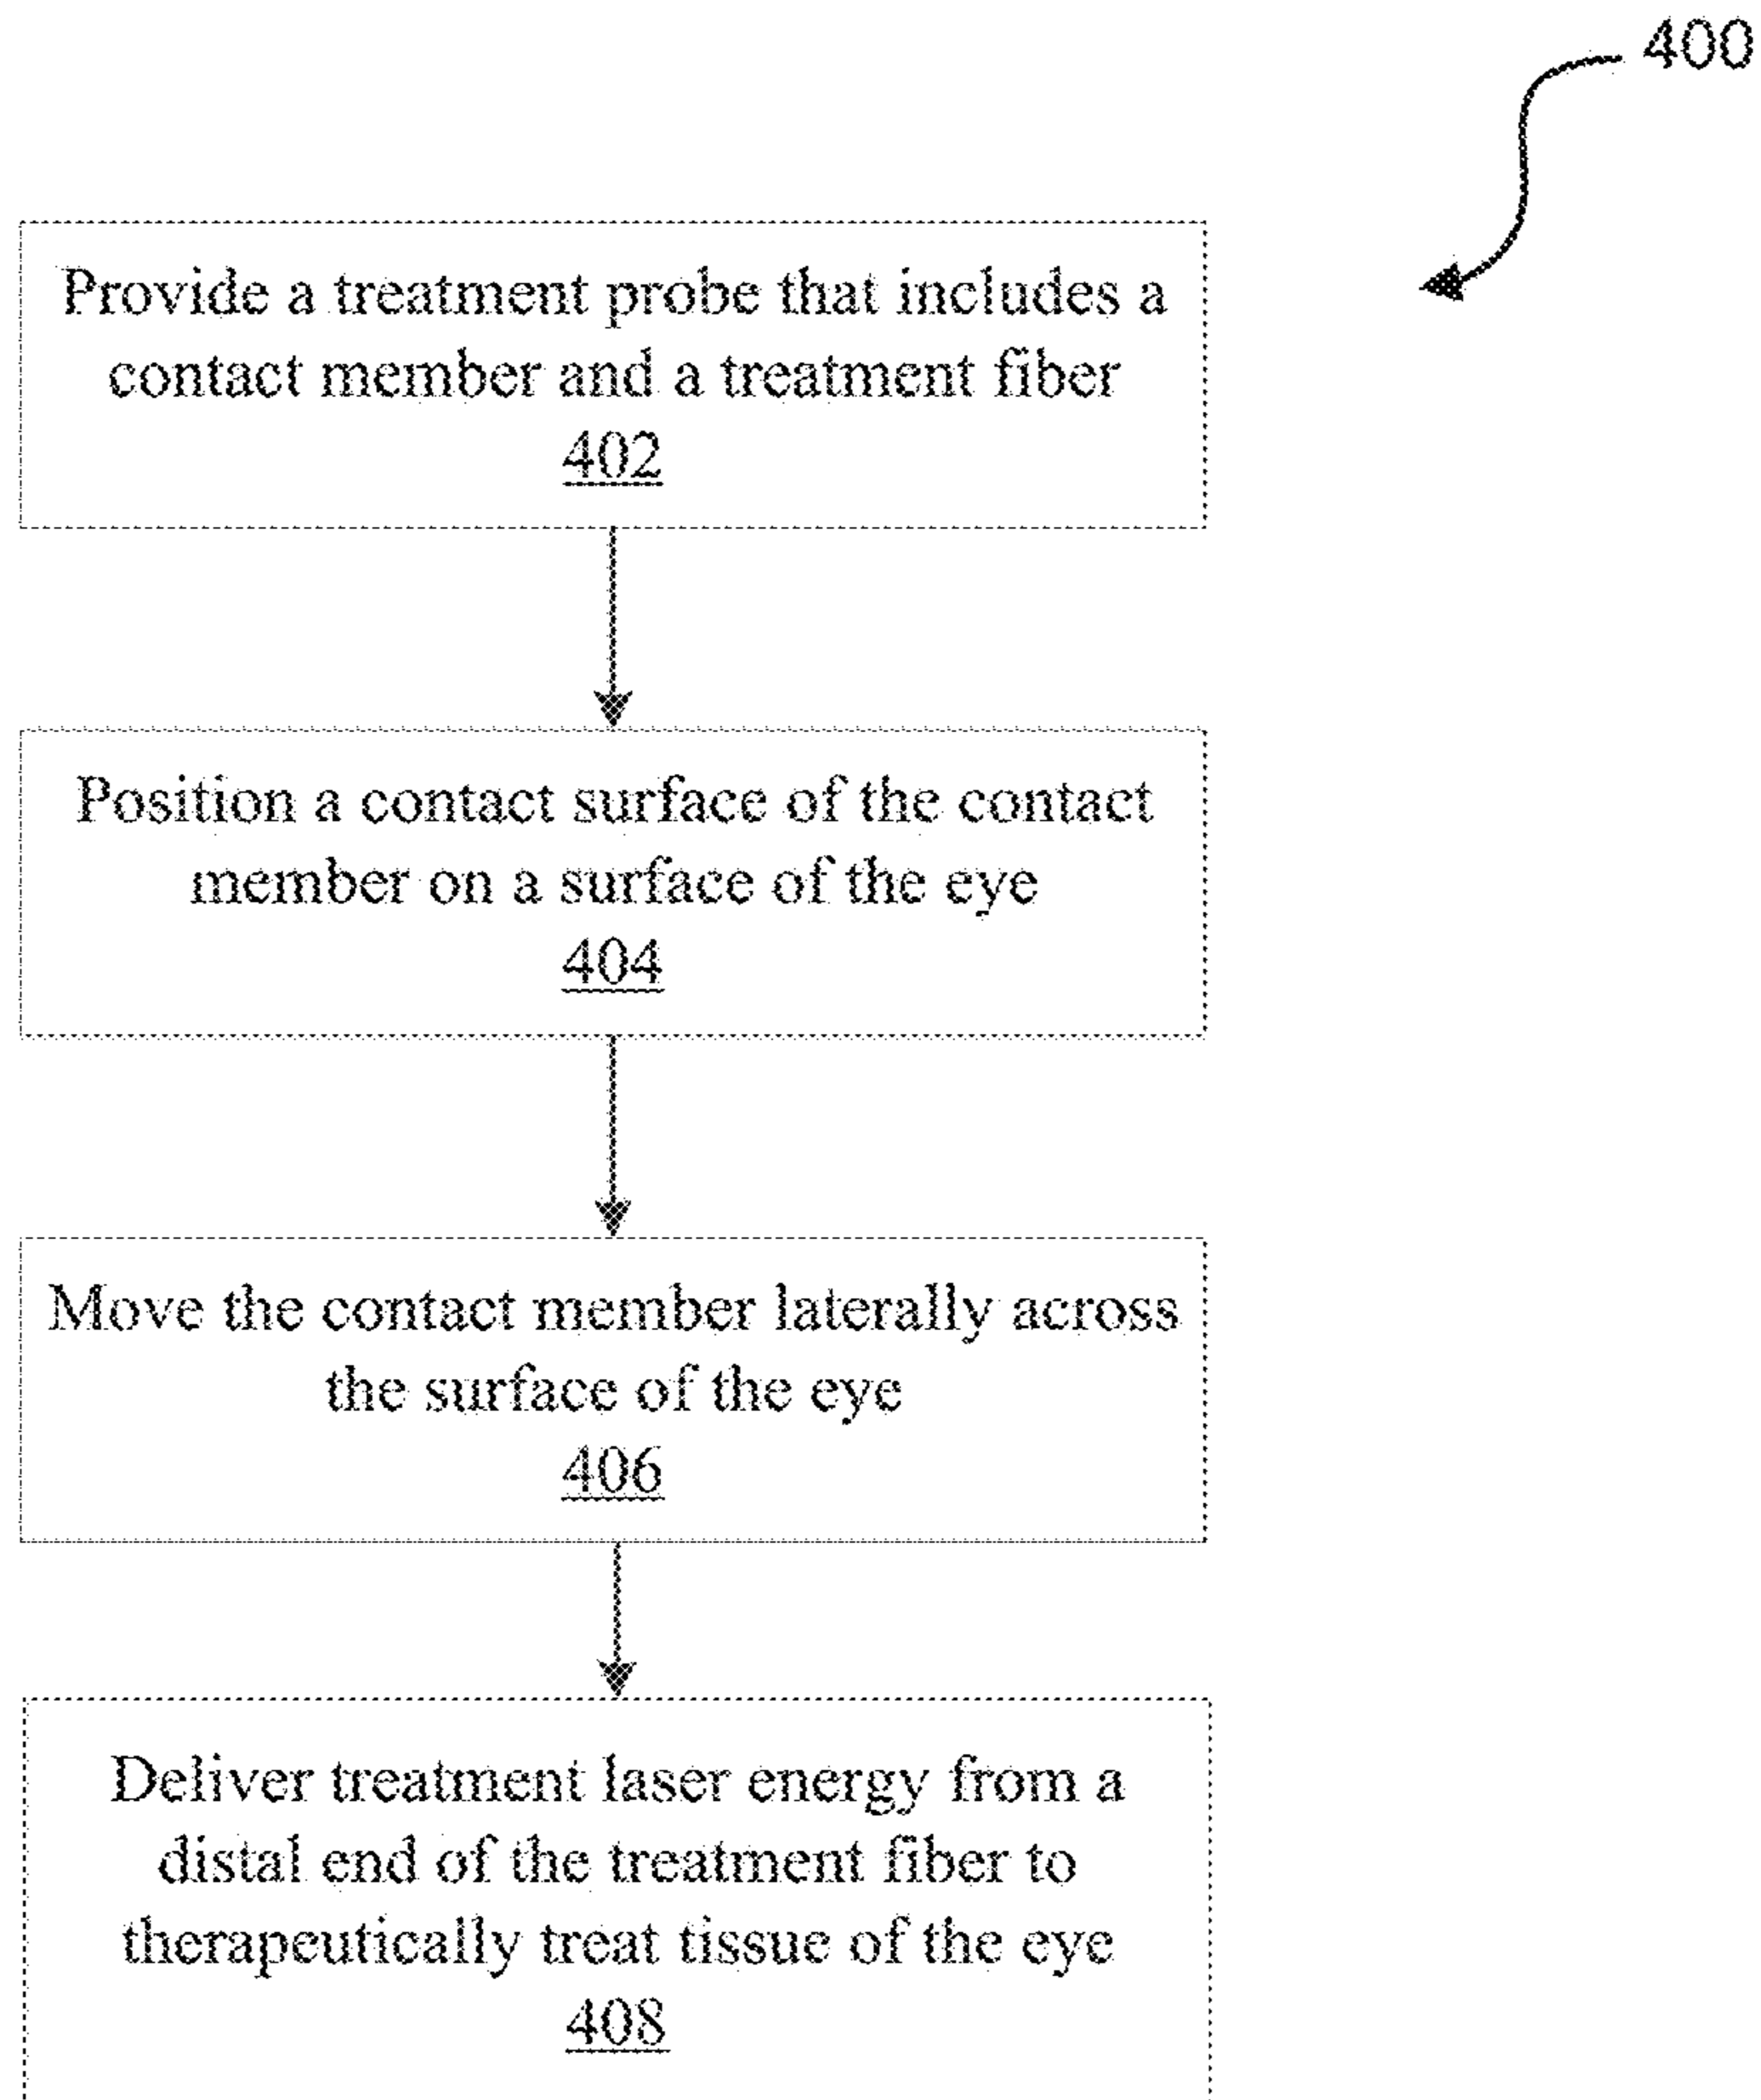 400
Provide a treatment probe that includes a
contact member and a treatment fiber
402
Position a contact surface of the contact
member on a surface of the eye
404
Move the contact member laterally across
the surface of the eye
406
Deliver treatment laser energy from a
distal end of the treatment fiber to
therapeutically treat tissue of the eye
408